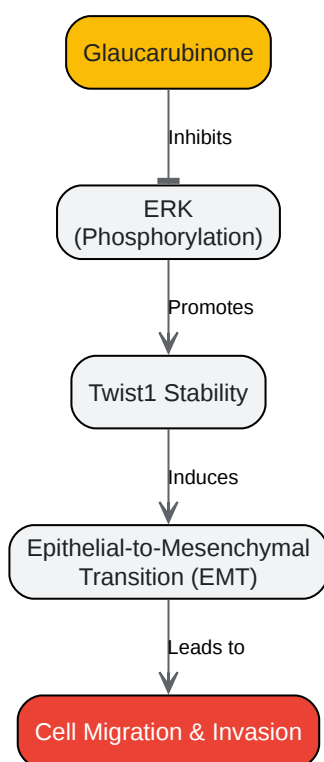 Glaucarubinone
Inhibits
ERK
(Phosphorylation)
Promotes
Twist1 Stability
Induces
Epithelial-to-Mesenchymal
Transition (EMT)
Leads to
Cell Migration & Invasion